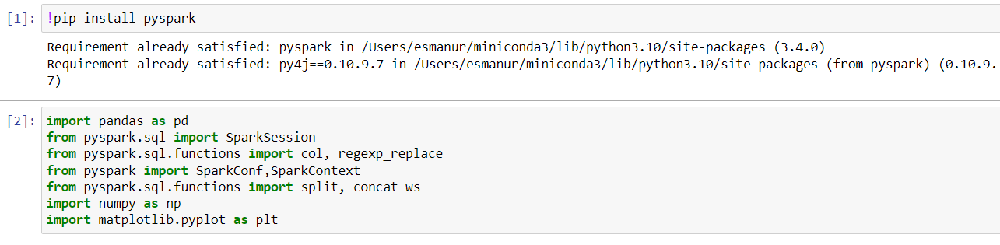 [1]: !pip install pyspark
Requirement already satisfied: pyspark in /Users/esmanur/miniconda3/lib/python3.10/site-packages (3.4.0)
Requirement already satisfied: py4j==0.10.9.7 in /Users/esmanur/miniconda3/lib/python3.10/site-packages (from pyspark) (0.10.9.
7)
[2]: import pandas as pd
from pyspark.sql import SparkSession
from pyspark.sql.functions import col, regexp_replace
from pyspark import SparkConf,SparkContext
from pyspark.sql.functions import split, concat_ws
import numpy as np
import matplotlib.pyplot as plt